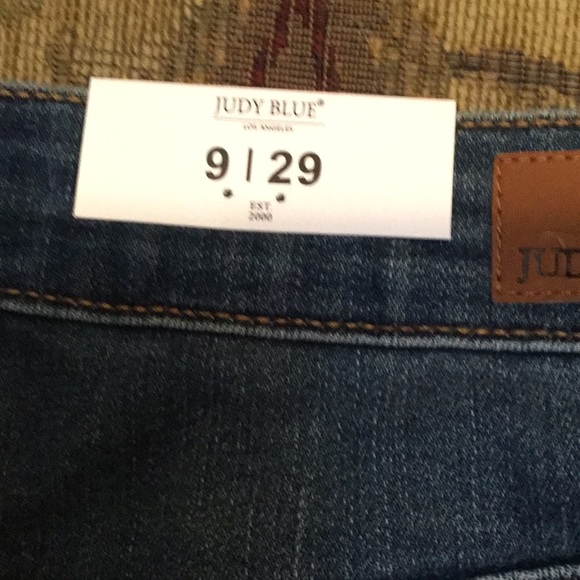 JUDY BLUE®
LOS ANGELES
9 | 29
EST.
2000
JUD